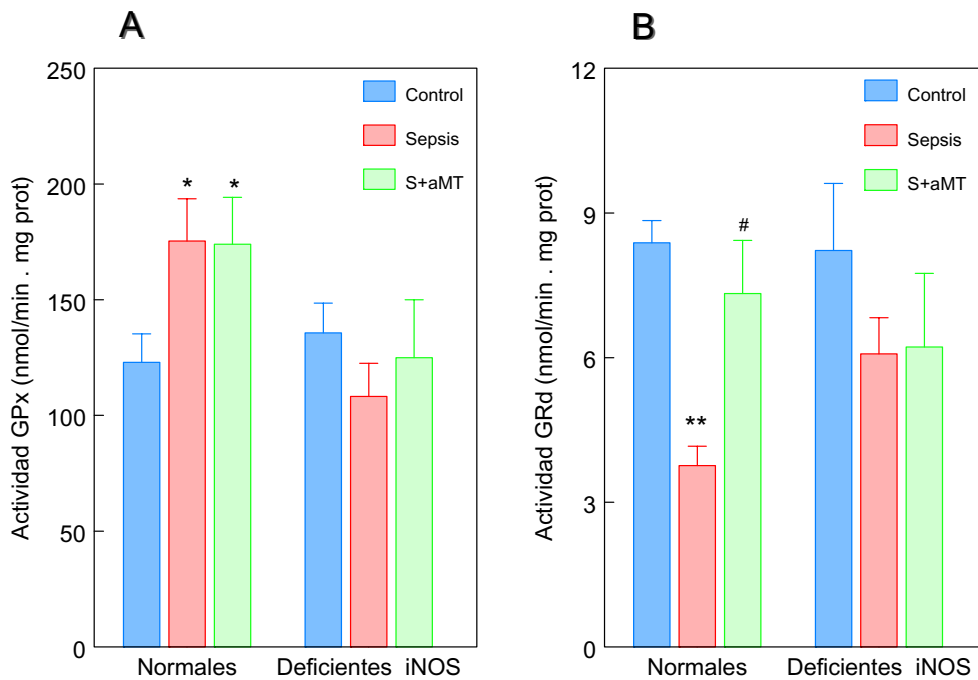 A
Actividad GPx (nmol/min . mg prot)
250
200
150
100
50
0
Control
Sepsis
S+aMT
*
*
Normales
Deficientes iNOS
B
Actividad GRd (nmol/min . mg prot)
12
9
6
3
0
Control
Sepsis
S+aMT
**
#
Normales
Deficientes iNOS